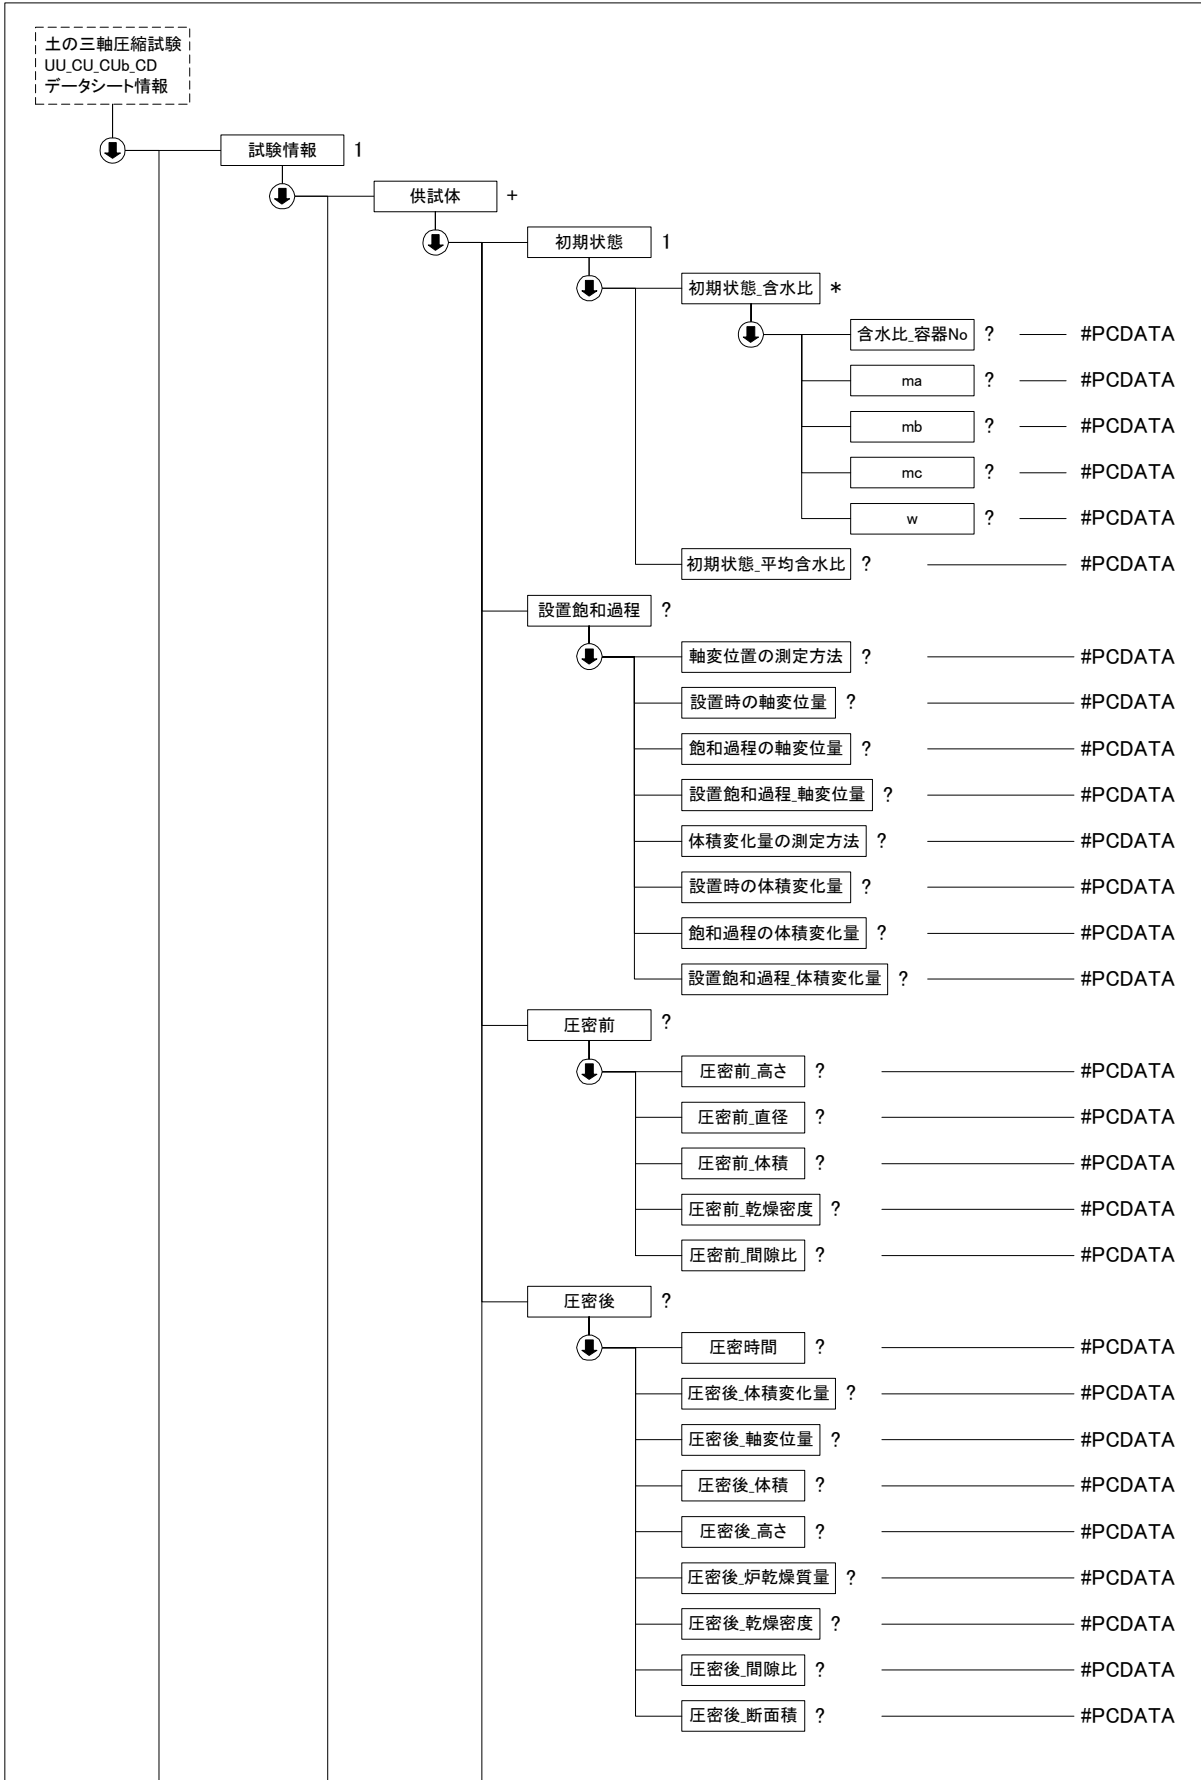 土の三軸圧縮試験
UU_CU_CUb_CD
データシート情報
試験情報 1
供試体 +
初期状態 1
初期状態_含水比 *
含水比_容器No ? #PCDATA
ma ? #PCDATA
mb ? #PCDATA
mc ? #PCDATA
w ? #PCDATA
初期状態_平均含水比 ? #PCDATA
設置飽和過程 ?
軸変位置の測定方法 ? #PCDATA
設置時の軸変位量 ? #PCDATA
飽和過程の軸変位量 ? #PCDATA
設置飽和過程_軸変位量 ? #PCDATA
体積変化量の測定方法 ? #PCDATA
設置時の体積変化量 ? #PCDATA
飽和過程の体積変化量 ? #PCDATA
設置飽和過程_体積変化量 ? #PCDATA
圧密前 ?
圧密前_高さ ? #PCDATA
圧密前_直径 ? #PCDATA
圧密前_体積 ? #PCDATA
圧密前_乾燥密度 ? #PCDATA
圧密前_間隙比 ? #PCDATA
圧密後 ?
圧密時間 ? #PCDATA
圧密後_体積変化量 ? #PCDATA
圧密後_軸変位量 ? #PCDATA
圧密後_体積 ? #PCDATA
圧密後_高さ ? #PCDATA
圧密後_炉乾燥質量 ? #PCDATA
圧密後_乾燥密度 ? #PCDATA
圧密後_間隙比 ? #PCDATA
圧密後_断面積 ? #PCDATA